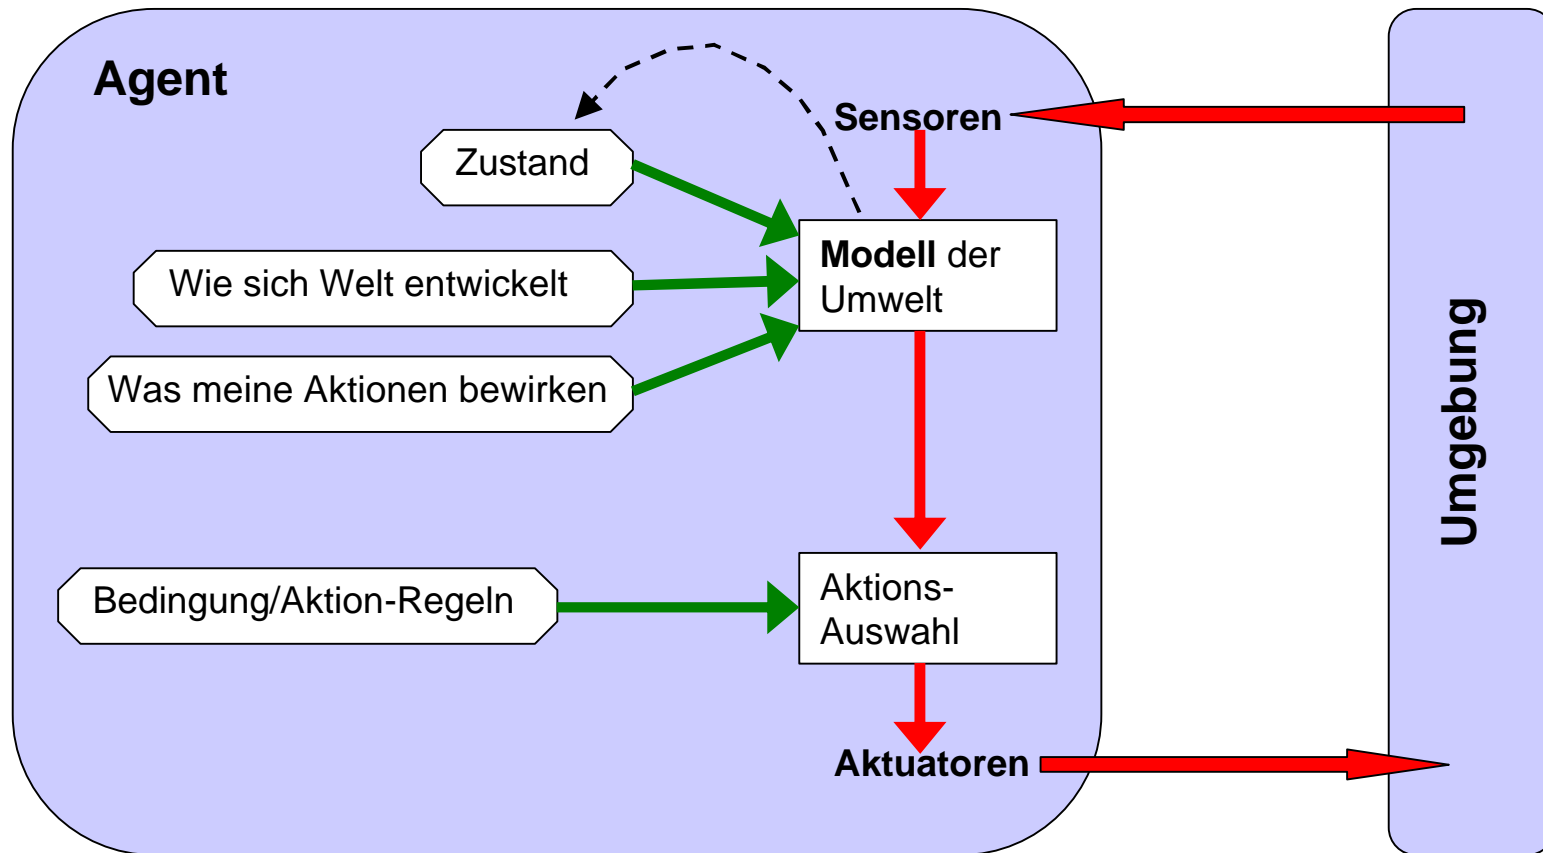 Agent
Sensoren
Zustand
Modell der
Umwelt
Wie sich Welt entwickelt
Was meine Aktionen bewirken
Umgebung
Bedingung/Aktion-Regeln
Aktions-
Auswahl
Aktuatoren